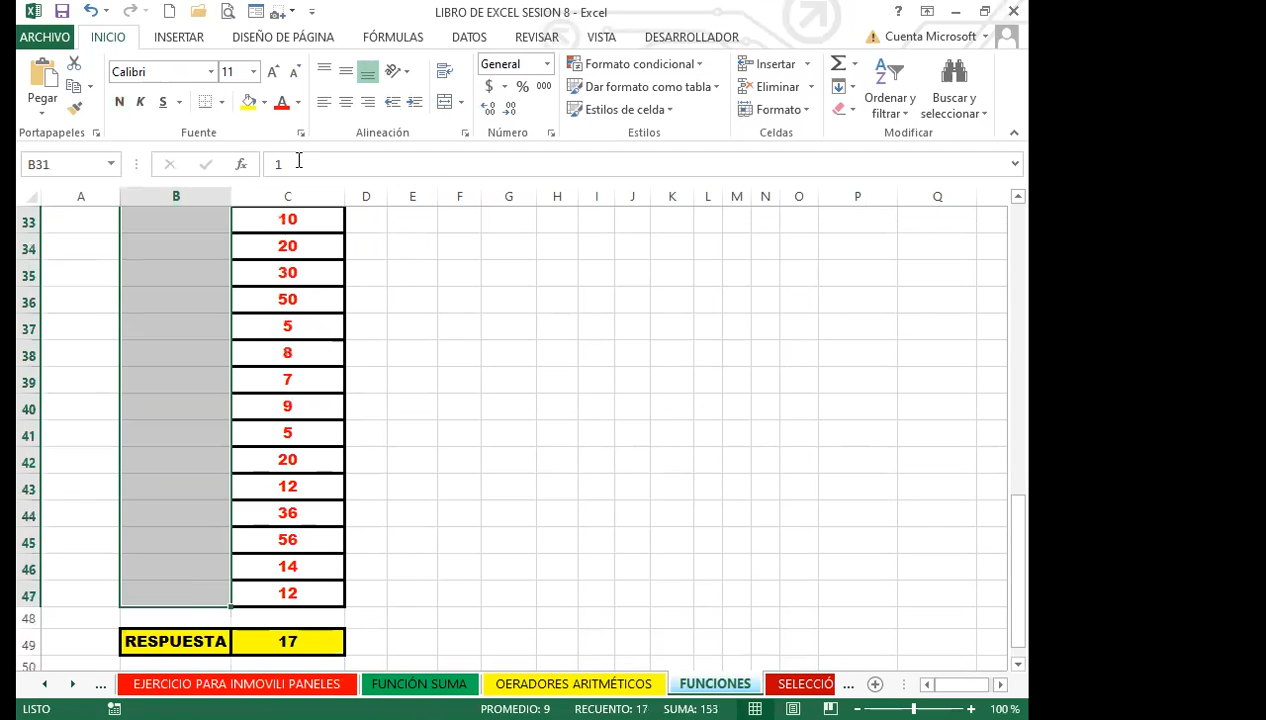 LIBRO DE EXCEL SESION 8 - Excel
?
ARCHIVO INICIO INSERTAR DISEÑO DE PÁGINA FÓRMULAS DATOS REVISAR VISTA DESARROLLADOR Cuenta Microsoft
Calibri 11 General Formato condicional Insertar
Pegar N K S A $ % 000 Dar formato como tabla Eliminar Ordenar y filtrar Buscar y seleccionar
Estilos de celda Formato
Portapapeles Fuente Alineación Número Estilos Celdas Modificar
B31 fx 1
A B C D E F G H I J K L M N O P Q
33 10
34 20
35 30
36 50
37 5
38 8
39 7
40 9
41 5
42 20
43 12
44 36
45 56
46 14
47 12
48
49 RESPUESTA 17
50
... EJERCICIO PARA INMOVILI PANELES FUNCIÓN SUMA OERADORES ARITMÉTICOS FUNCIONES SELECCIÓ ...
LISTO PROMEDIO: 9 RECUENTO: 17 SUMA: 153 100 %